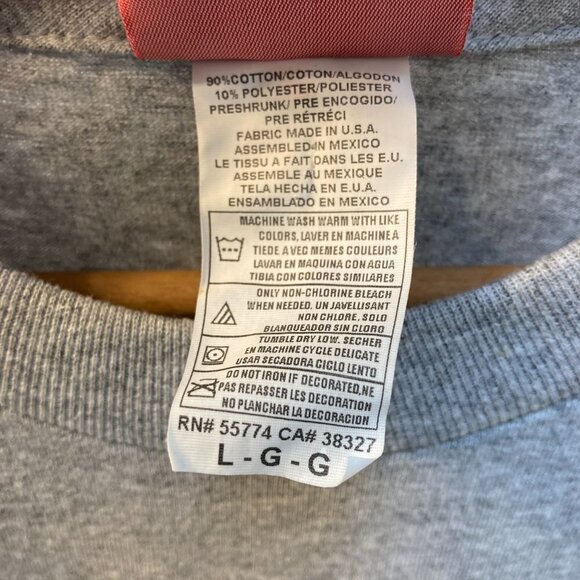 90%COTTON/COTON/ALGODON
10% POLYETER/POLIESTER
PRESHRUNK/ PRE ENCOGIDO/
PRE RÉTRÉCI
FABRIC MADE IN U.S.A.
ASSEMBLED IN MEXICO
LE TISSU A FAIT DANS LES E.U.
ASSEMBLE AU MEXIQUE
TELA HECHA EN E.U.A.
ENSAMBLADO EN MEXICO
MACHINE WASH WARM WITH LIKE
COLORS, LAVER EN MACHINE A
TIEDE AVEC MEMES COULEURS
LAVAR EN MAQUINA CON AGUA
TIBIA CON COLORES SIMILARES
ONLY NON-CHLORINE BLEACH
WHEN NEEDED, UN JAVELLISANT
NON CHLORE, SOLO
BLANQUEADOR SIN CLORO
TUMBLE DRY LOW. SECHER
EN MACHINE CYCLE DELICATE
USAR SECADORA CICLO LENTO
DO NOT IRON IF DECORATED,NE
PAS REPASSER LES DECORATION
NO PLANCHAR LA DECORACION
RN# 55774 CA# 38327
L - G - G